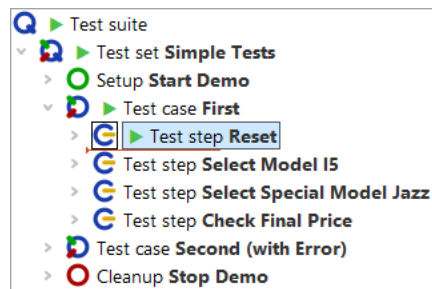 Test suite
Test set Simple Tests
Setup Start Demo
Test case First
Test step Reset
Test step Select Model I5
Test step Select Special Model Jazz
Test step Check Final Price
Test case Second (with Error)
Cleanup Stop Demo